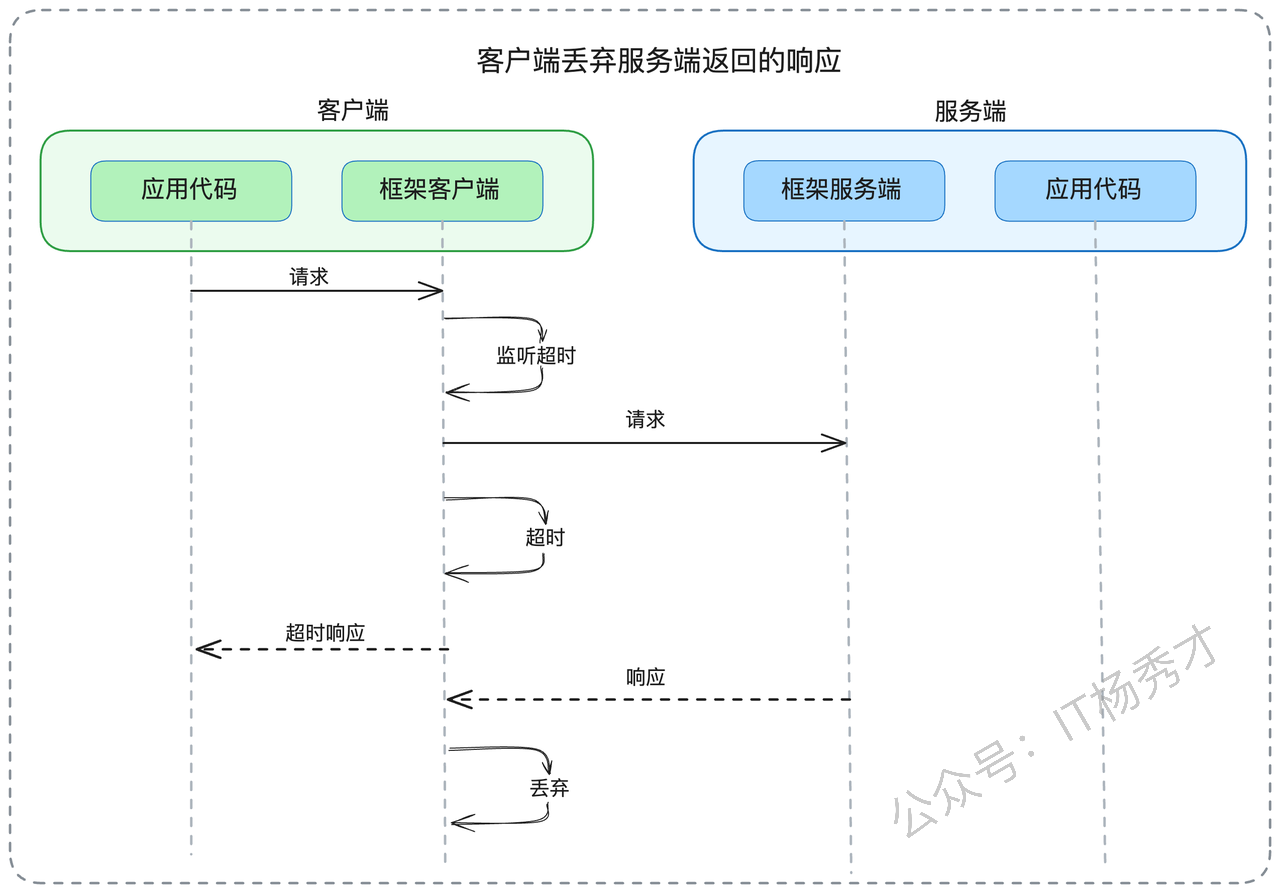 客户端丢弃服务端返回的响应
客户端
服务端
应用代码
框架客户端
框架服务端
应用代码
请求
监听超时
请求
超时
超时响应
响应
丢弃
公众号：IT杨秀才